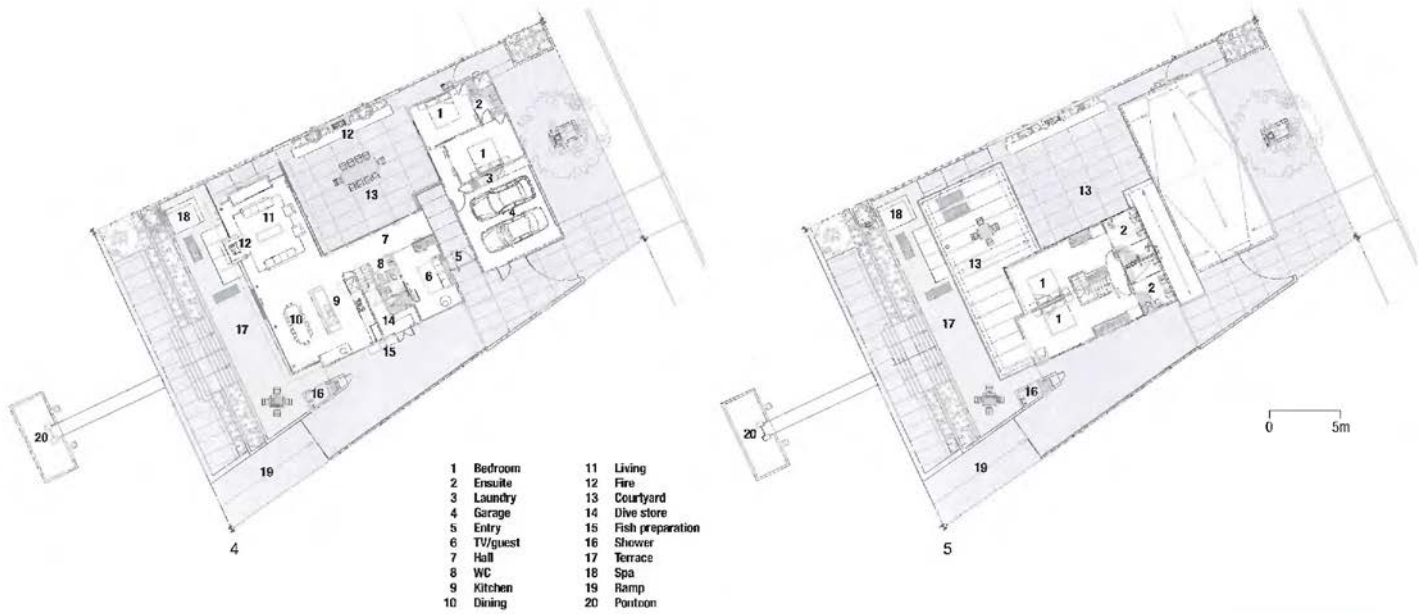 12
1
2
1
3
4
13
18
11
12
7
8
6
5
9
10
14
15
17
16
20
19
4
1 Bedroom
2 Ensuite
3 Laundry
4 Garage
5 Entry
6 TV/guest
7 Hall
8 WC
9 Kitchen
10 Dining
11 Living
12 Fire
13 Courtyard
14 Dive store
15 Fish preparation
16 Shower
17 Terrace
18 Spa
19 Ramp
20 Pontoon
13
18
13
2
1
2
1
17
16
20
19
5
0 5m